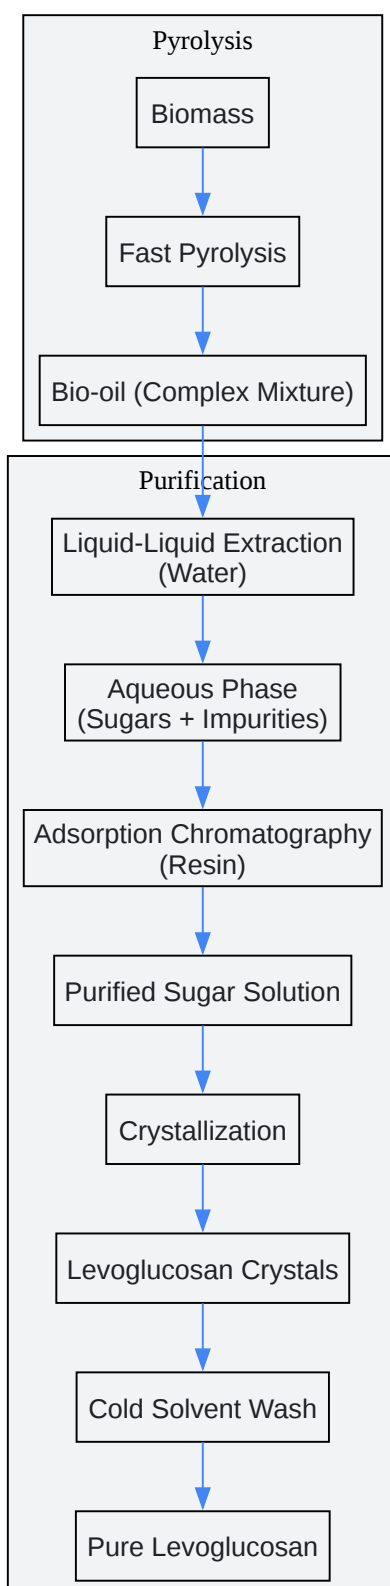 Pyrolysis
Biomass
Fast Pyrolysis
Bio-oil (Complex Mixture)
Purification
Liquid-Liquid Extraction
(Water)
Aqueous Phase
(Sugars + Impurities)
Adsorption Chromatography
(Resin)
Purified Sugar Solution
Crystallization
Levoglucosan Crystals
Cold Solvent Wash
Pure Levoglucosan